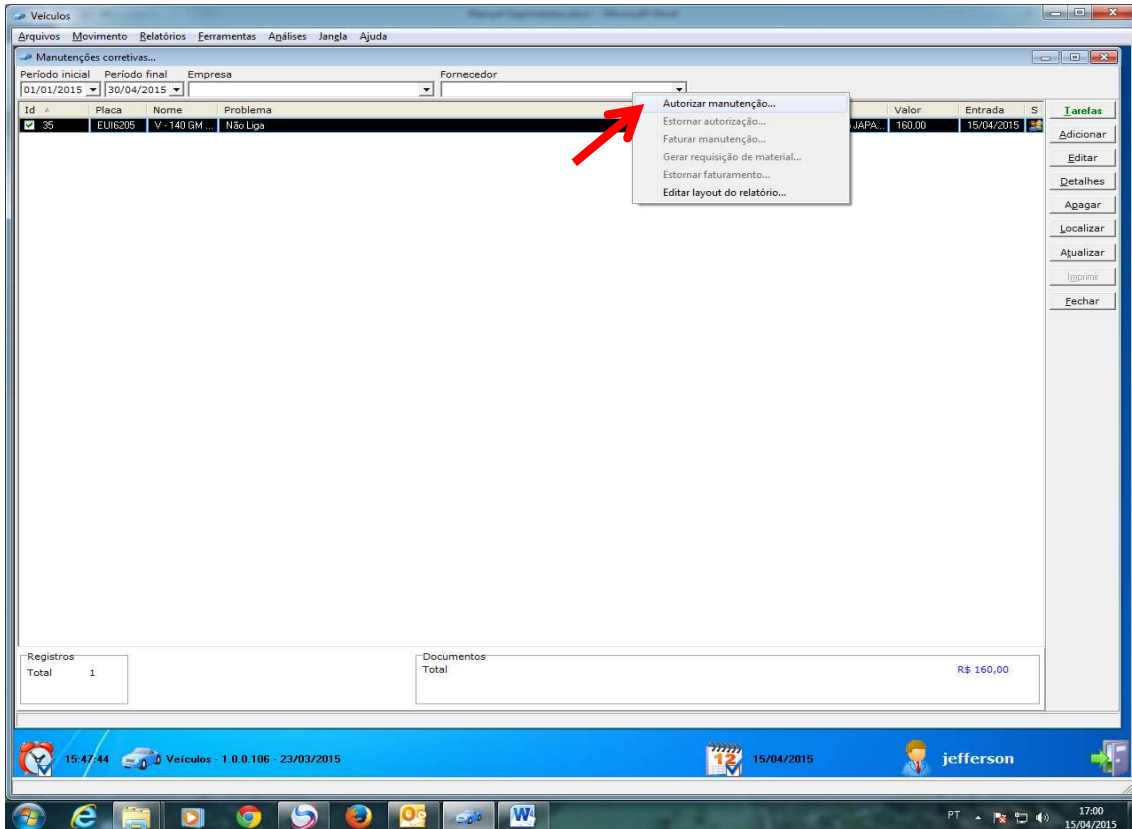 Veículos
Arquivos Movimento Relatórios Ferramentas Análises Jangla Ajuda
Manutenções corretivas...
Período inicial Período final Empresa Fornecedor
01/01/2015 30/04/2015
Id Placa Nome Problema Valor Entrada S
35 EUI6205 V - 140 GM ... Não Liga JAPA... 160,00 15/04/2015
Autorizar manutenção...
Estornar autorização...
Faturar manutenção...
Gerar requisição de material...
Estornar faturamento...
Editar layout do relatório...
Tarefas
Adicionar
Editar
Detalhes
Apagar
Localizar
Atualizar
Imprimir
Fechar
Registros
Total 1
Documentos
Total R$ 160,00
15:47:44 Veículos - 1.0.0.106 - 23/03/2015 12 15/04/2015 jefferson
PT 17:00
15/04/2015